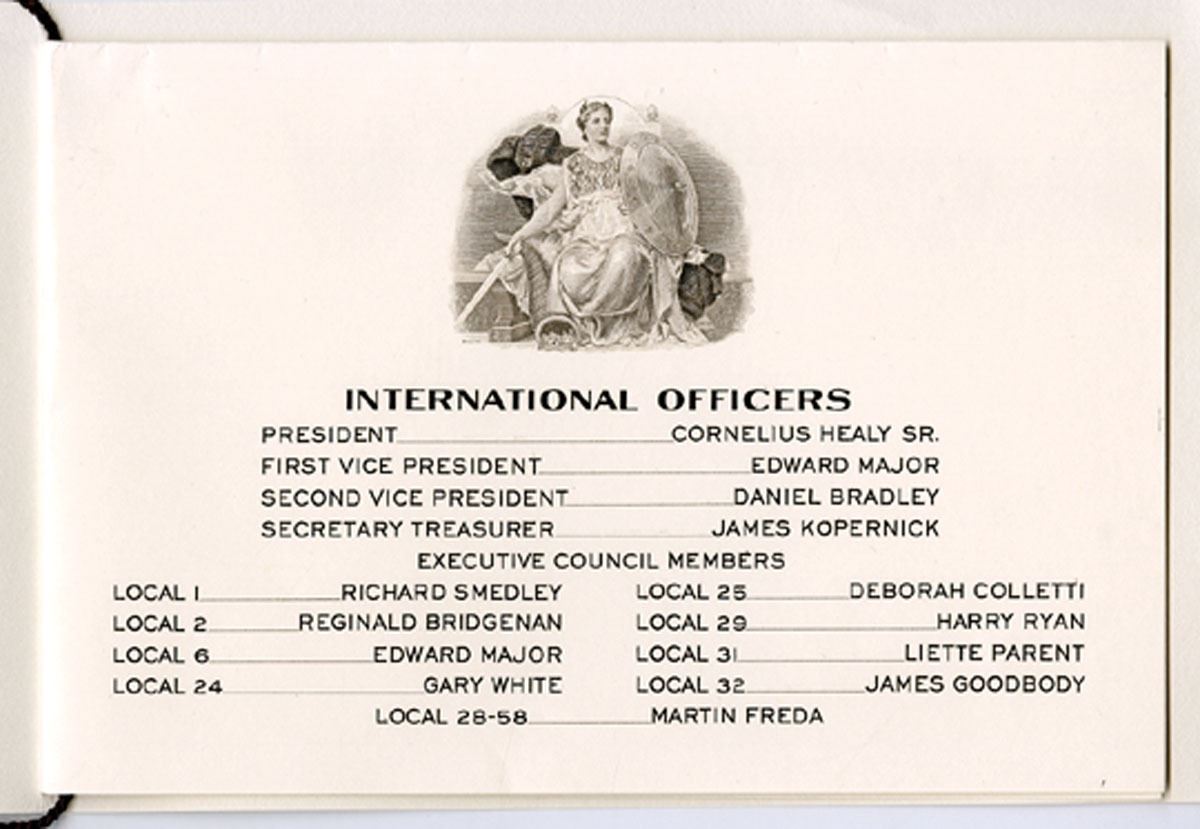 INTERNATIONAL OFFICERS
PRESIDENT CORNELIUS HEALY SR.
FIRST VICE PRESIDENT EDWARD MAJOR
SECOND VICE PRESIDENT DANIEL BRADLEY
SECRETARY TREASURER JAMES KOPERNICK
EXECUTIVE COUNCIL MEMBERS
LOCAL 1 RICHARD SMEDLEY
LOCAL 2 REGINALD BRIDGENAN
LOCAL 6 EDWARD MAJOR
LOCAL 24 GARY WHITE
LOCAL 25 DEBORAH COLLETTI
LOCAL 29 HARRY RYAN
LOCAL 31 LIETTE PARENT
LOCAL 32 JAMES GOODBODY
LOCAL 28-58 MARTIN FREDA